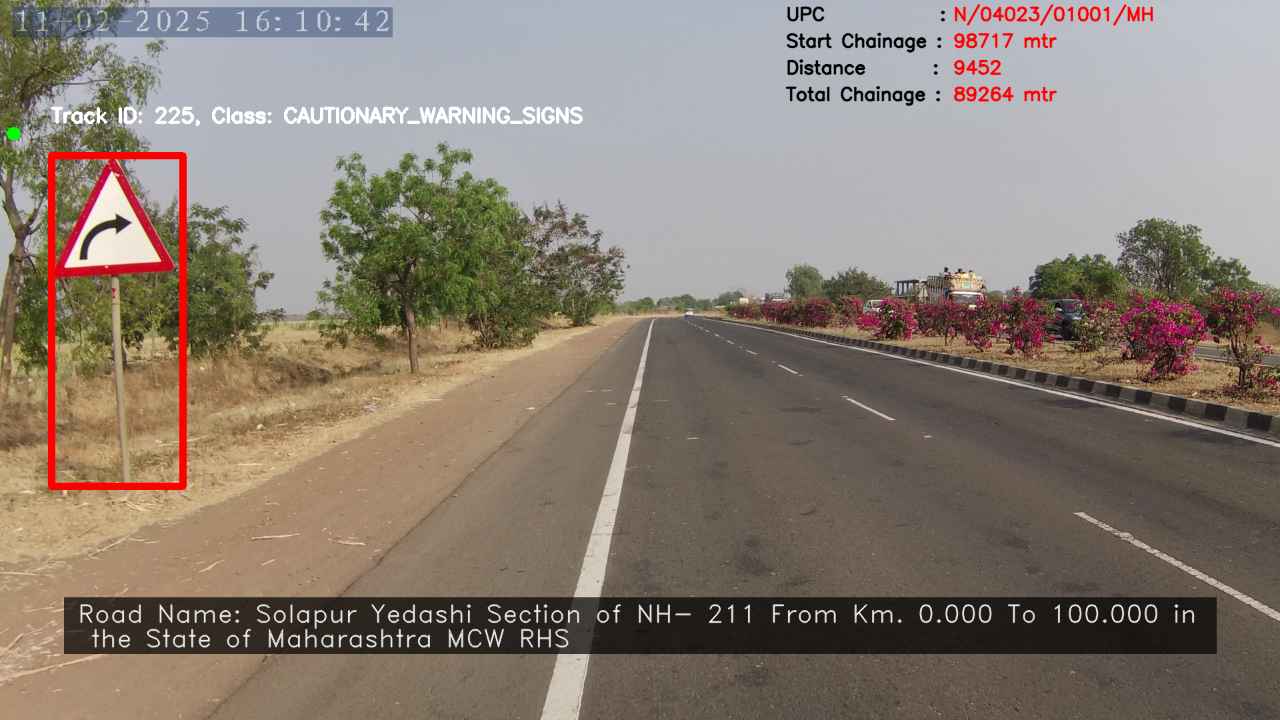 11-02-2025 16:10:42
UPC : N/04023/01001/MH
Start Chainage : 98717 mtr
Distance : 9452
Total Chainage : 89264 mtr
Track ID: 225, Class: CAUTIONARY_WARNING_SIGNS
Road Name: Solapur Yedashi Section of NH- 211 From Km. 0.000 To 100.000 in
the State of Maharashtra MCW RHS